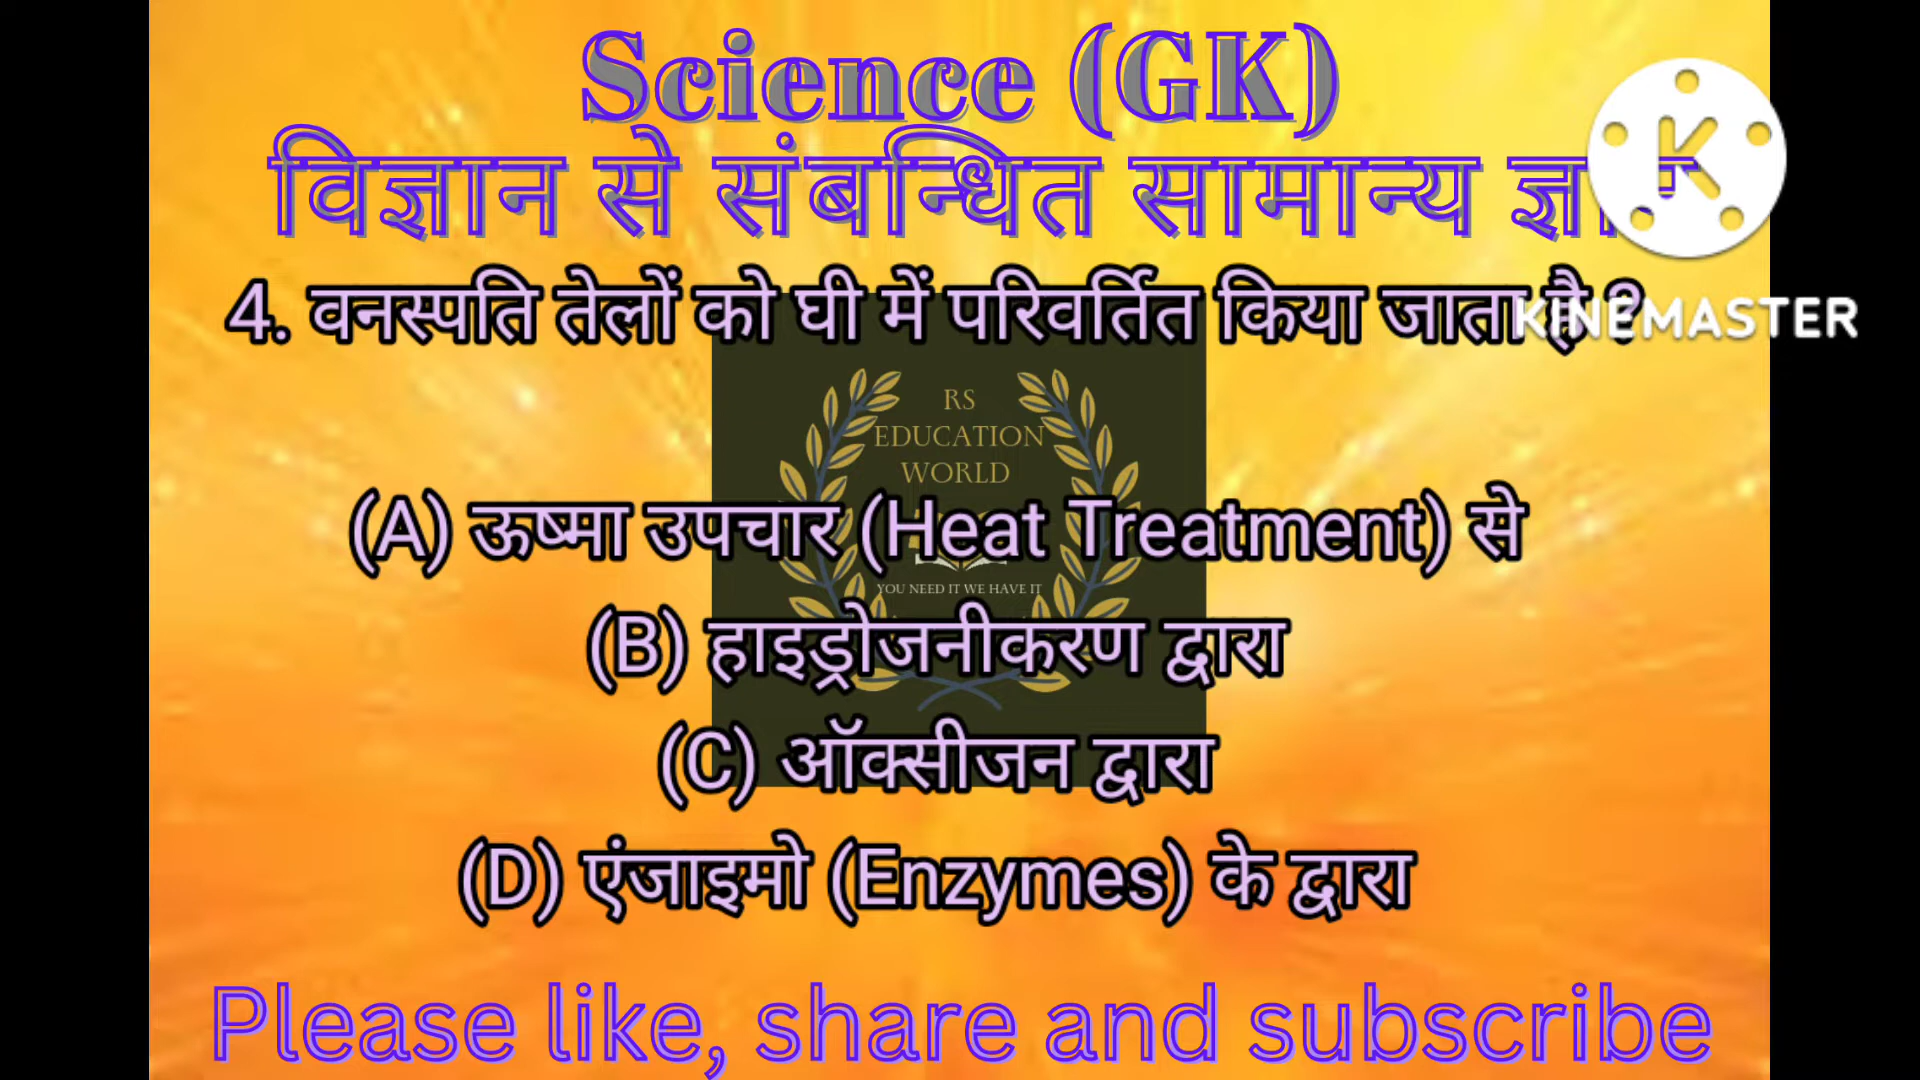 Science (GK)
विज्ञान से संबन्धित सामान्य ज्ञान
4. वनस्पति तेलों को घी में परिवर्तित किया जाता है ?
KINEMASTER
RS
EDUCATION
WORLD
(A) ऊष्मा उपचार (Heat Treatment) से
YOU NEED IT WE HAVE IT
(B) हाइड्रोजनीकरण द्वारा
(C) ऑक्सीजन द्वारा
(D) एंजाइमो (Enzymes) के द्वारा
Please like, share and subscribe